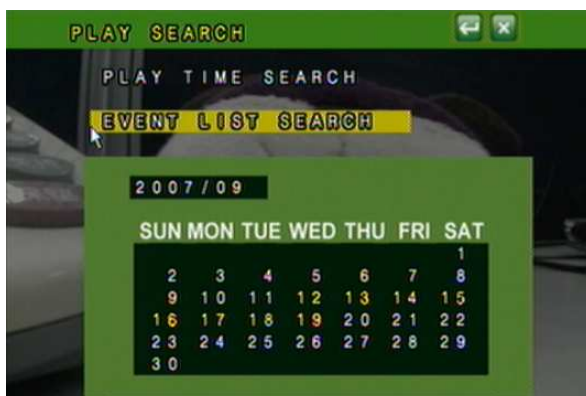 PLAY SEARCH
PLAY TIME SEARCH
EVENT LIST SEARCH
2007/09
SUN MON TUE WED THU FRI SAT
1
2 3 4 5 6 7 8
9 10 11 12 13 14 15
16 17 18 19 20 21 22
23 24 25 26 27 28 29
30